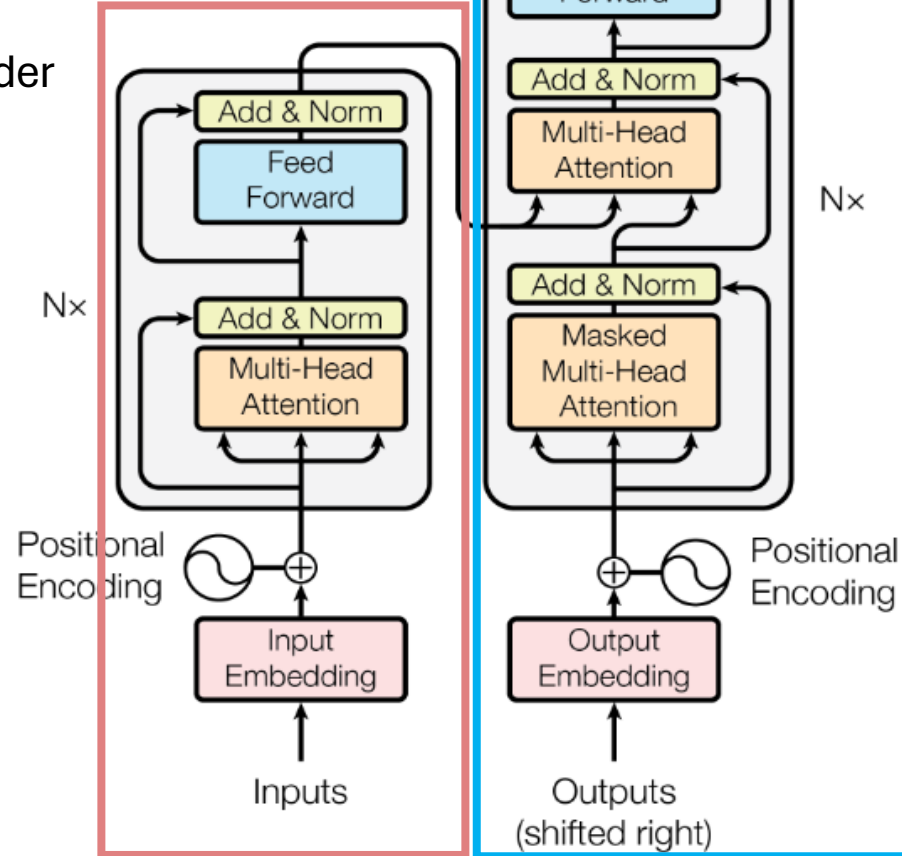 der
Add & Norm
Feed
Forward
Nx
Add & Norm
Multi-Head
Attention
Positional
Encoding
Input
Embedding
Inputs
Forward
Add & Norm
Multi-Head
Attention
Nx
Add & Norm
Masked
Multi-Head
Attention
Positional
Encoding
Output
Embedding
Outputs
(shifted right)